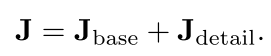 J = J_base + J_detail.